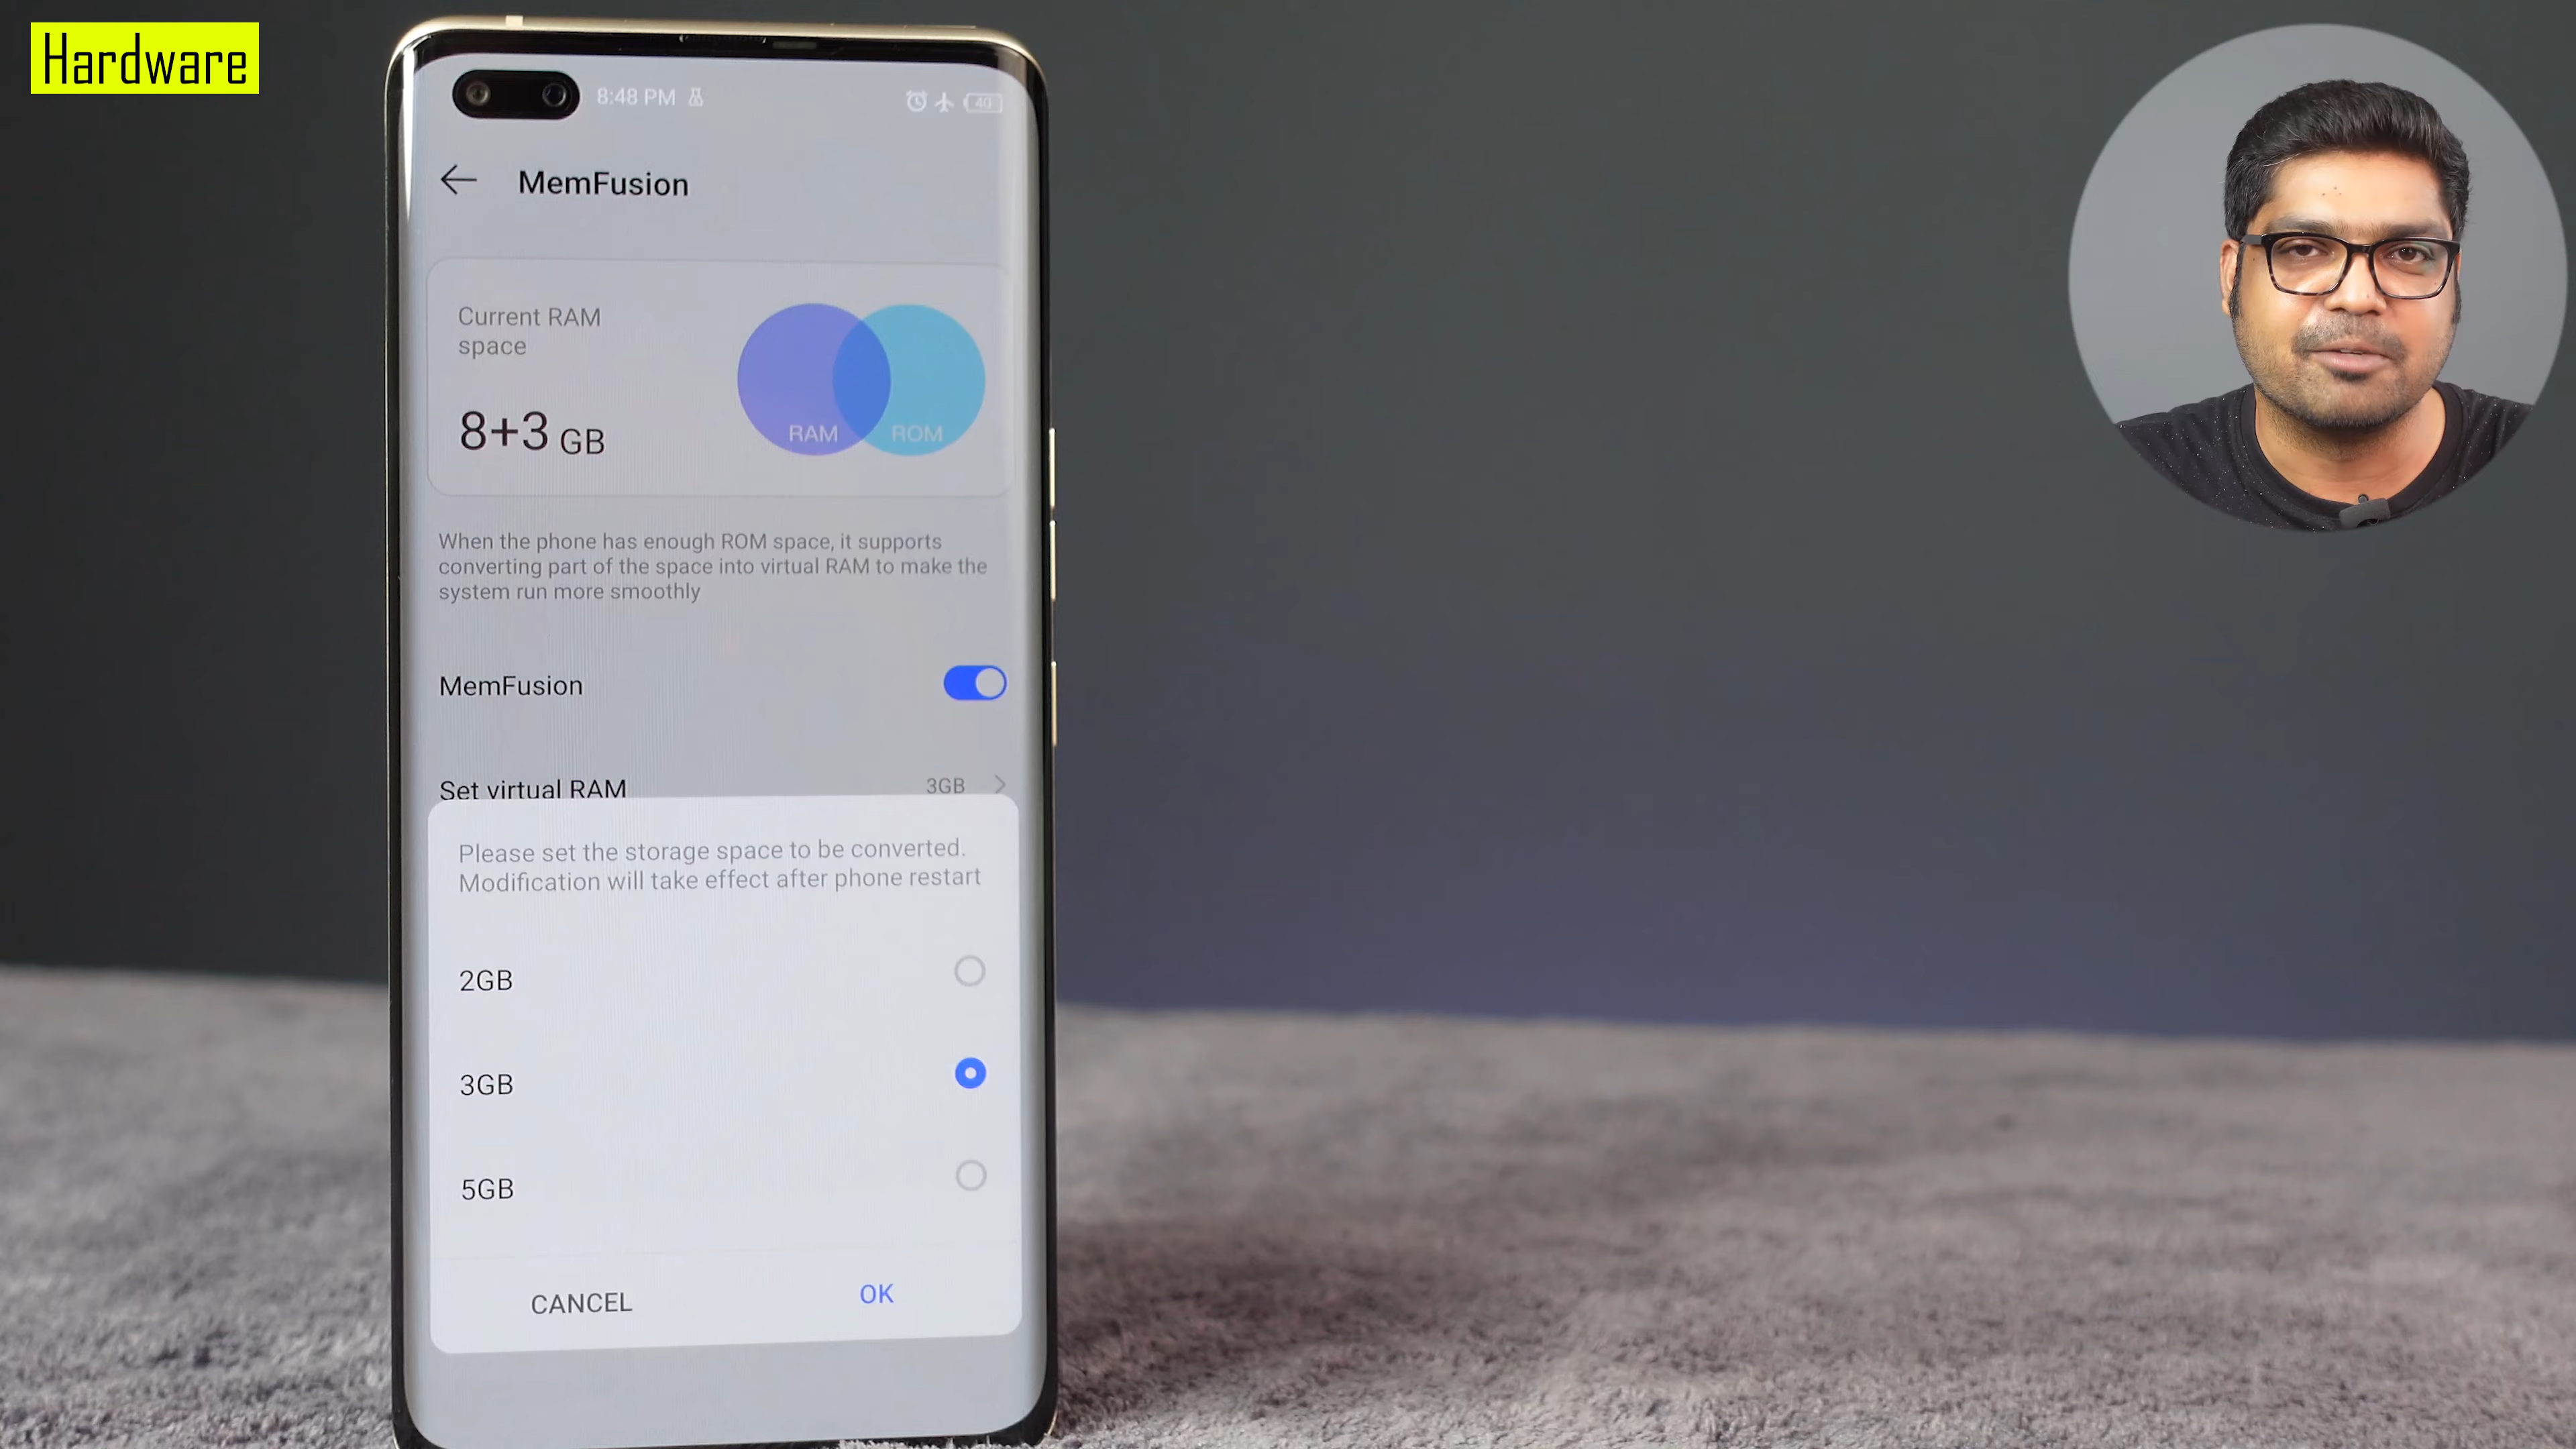 Hardware
8:48 PM
40
MemFusion
Current RAM
space
8+3 GB
RAM
ROM
When the phone has enough ROM space, it supports
converting part of the space into virtual RAM to make the
system run more smoothly
MemFusion
Set virtual RAM
3GB
Please set the storage space to be converted.
Modification will take effect after phone restart
2GB
3GB
5GB
CANCEL
OK